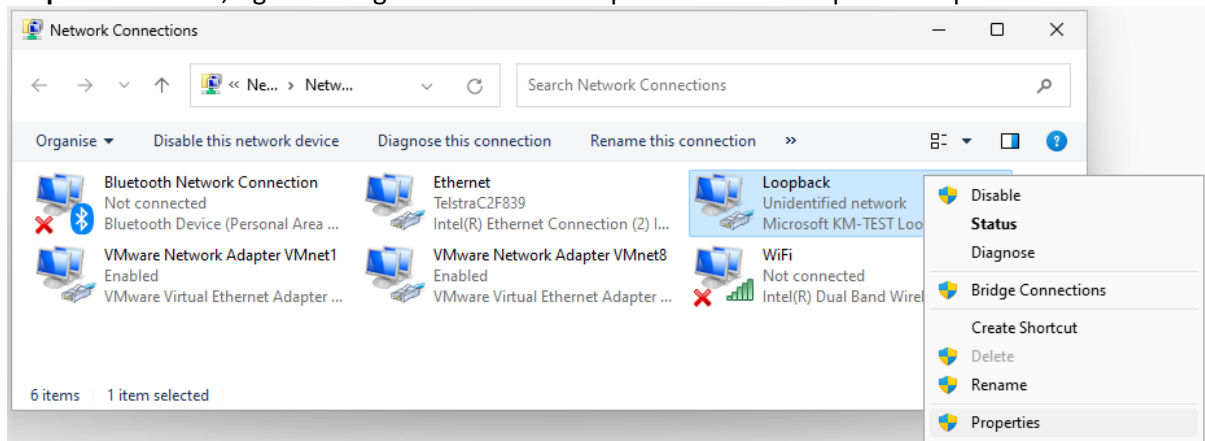 Network Connections
« Ne... › Netw...
Search Network Connections
Organise
Disable this network device
Diagnose this connection
Rename this connection
»
Bluetooth Network Connection
Not connected
Bluetooth Device (Personal Area ...
Ethernet
TelstraC2F839
Intel(R) Ethernet Connection (2) I...
Loopback
Unidentified network
Microsoft KM-TEST Loo
VMware Network Adapter VMnet1
Enabled
VMware Virtual Ethernet Adapter ...
VMware Network Adapter VMnet8
Enabled
VMware Virtual Ethernet Adapter ...
WiFi
Not connected
Intel(R) Dual Band Wirel
Disable
Status
Diagnose
Bridge Connections
Create Shortcut
Delete
Rename
Properties
6 items
1 item selected